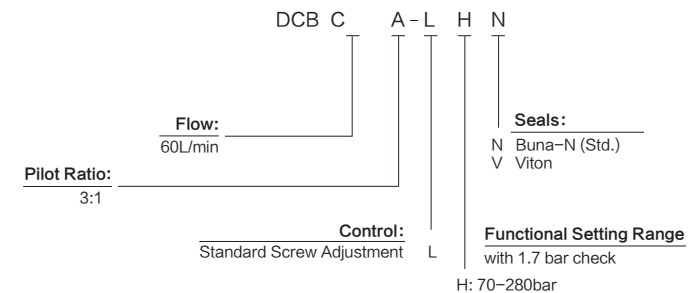 DCB C A-L H N
Seals:
N Buna-N (Std.)
V Viton
Flow:
60L/min
Pilot Ratio:
3:1
Control:
Standard Screw Adjustment L
Functional Setting Range
with 1.7 bar check
H: 70-280bar